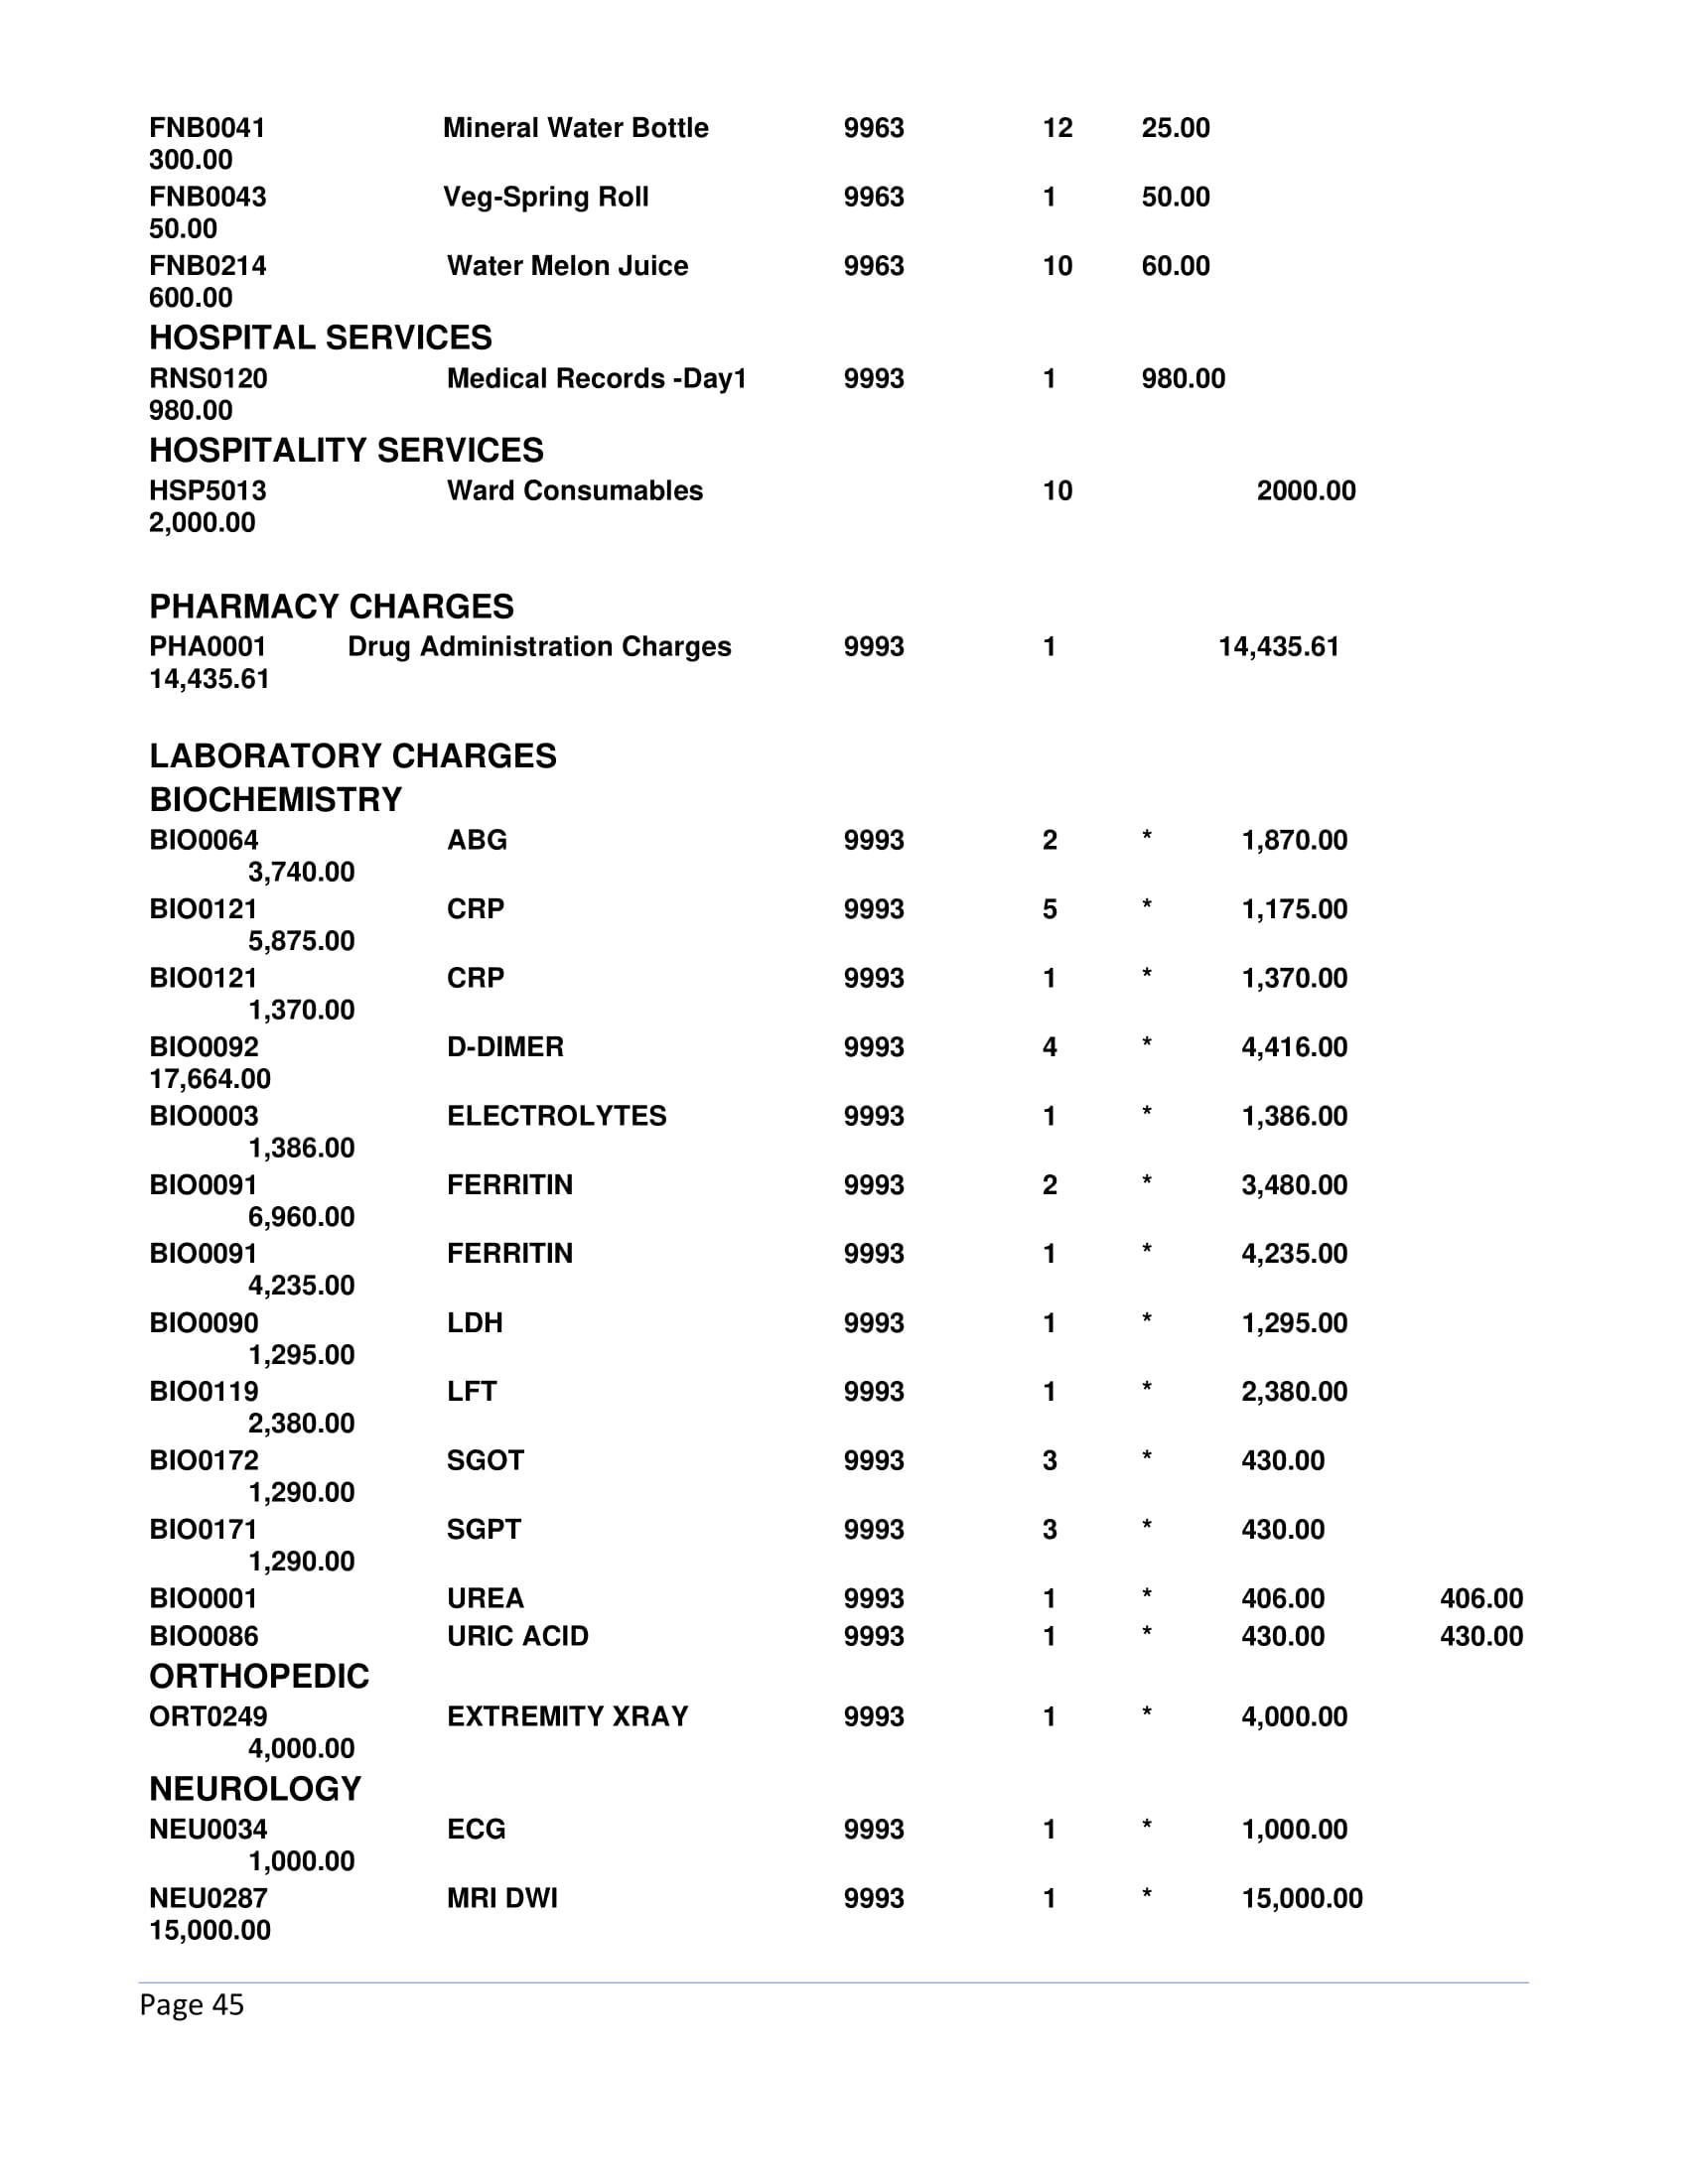 FNB0041 Mineral Water Bottle 9963 12 25.00
300.00
FNB0043 Veg-Spring Roll 9963 1 50.00
50.00
FNB0214 Water Melon Juice 9963 10 60.00
600.00
HOSPITAL SERVICES
RNS0120 Medical Records -Day1 9993 1 980.00
980.00
HOSPITALITY SERVICES
HSP5013 Ward Consumables 10 2000.00
2,000.00
PHARMACY CHARGES
PHA0001 Drug Administration Charges 9993 1 14,435.61
14,435.61
LABORATORY CHARGES
BIOCHEMISTRY
BIO0064 ABG 9993 2 * 1,870.00
3,740.00
BIO0121 CRP 9993 5 * 1,175.00
5,875.00
BIO0121 CRP 9993 1 * 1,370.00
1,370.00
BIO0092 D-DIMER 9993 4 * 4,416.00
17,664.00
BIO0003 ELECTROLYTES 9993 1 * 1,386.00
1,386.00
BIO0091 FERRITIN 9993 2 * 3,480.00
6,960.00
BIO0091 FERRITIN 9993 1 * 4,235.00
4,235.00
BIO0090 LDH 9993 1 * 1,295.00
1,295.00
BIO0119 LFT 9993 1 * 2,380.00
2,380.00
BIO0172 SGOT 9993 3 * 430.00
1,290.00
BIO0171 SGPT 9993 3 * 430.00
1,290.00
BIO0001 UREA 9993 1 * 406.00 406.00
BIO0086 URIC ACID 9993 1 * 430.00 430.00
ORTHOPEDIC
ORT0249 EXTREMITY XRAY 9993 1 * 4,000.00
4,000.00
NEUROLOGY
NEU0034 ECG 9993 1 * 1,000.00
1,000.00
NEU0287 MRI DWI 9993 1 * 15,000.00
15,000.00
Page 45